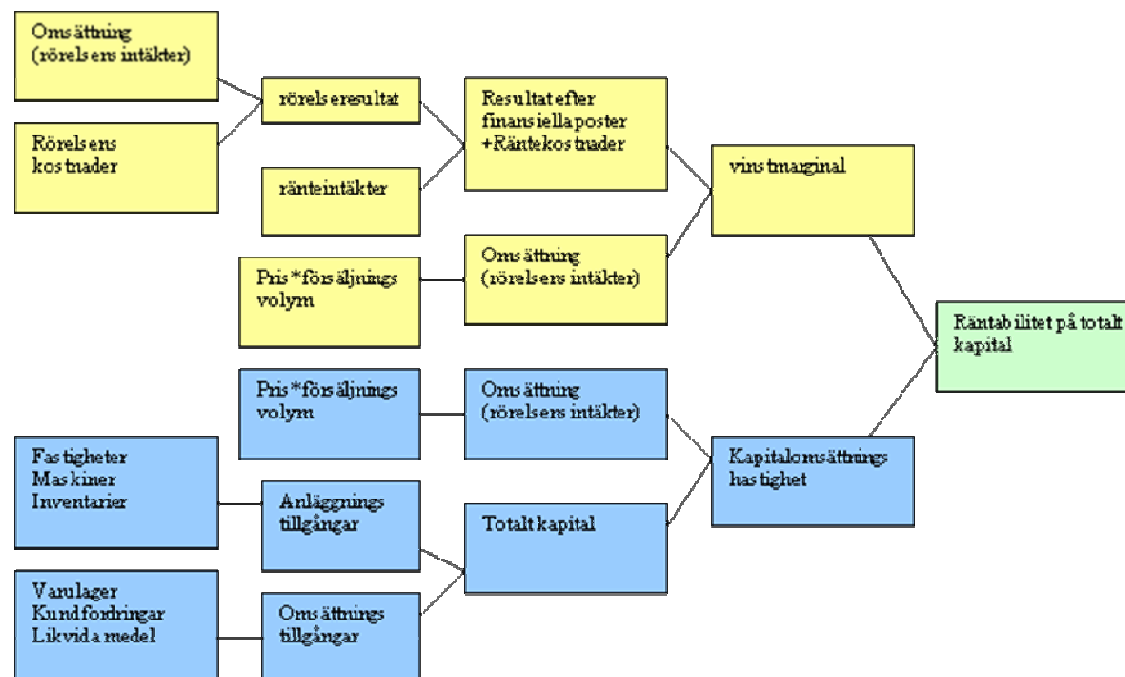 Omsättning
(rörelsens intäkter)
Rörelsens
kostnader
rörelseresultat
ränteintäkter
Resultat efter
finansiella poster
+Räntekostnader
vinstmarginal
Pris*försäljnings
volym
Omsättning
(rörelsens intäkter)
Räntabilitet på totalt
kapital
Pris*försäljnings
volym
Omsättning
(rörelsens intäkter)
Kapitalomsättnings
hastighet
Fastigheter
Maskiner
Inventarier
Anläggnings
tillgångar
Totalt kapital
Varulager
Kundfordringar
Likvida medel
Omsättnings
tillgångar